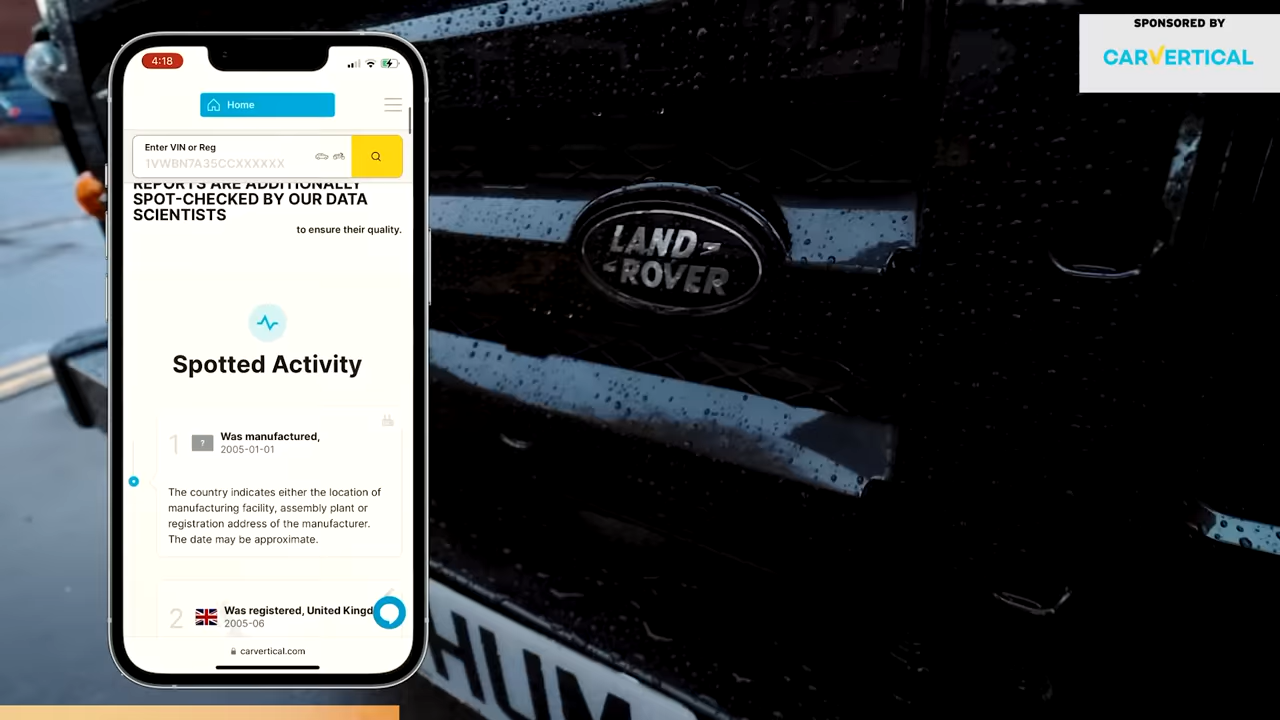 SPONSORED BY
CARVERTICAL
4:18
Home
Enter VIN or Reg
1VWBN7A35CCXXXXXX
REPORTS ARE ADDITIONALLY
SPOT-CHECKED BY OUR DATA
SCIENTISTS
to ensure their quality.
Spotted Activity
1
?
Was manufactured,
2005-01-01
The country indicates either the location of
manufacturing facility, assembly plant or
registration address of the manufacturer.
The date may be approximate.
2
Was registered, United Kingd
2005-06
carvertical.com
LAND
ROVER
HUM